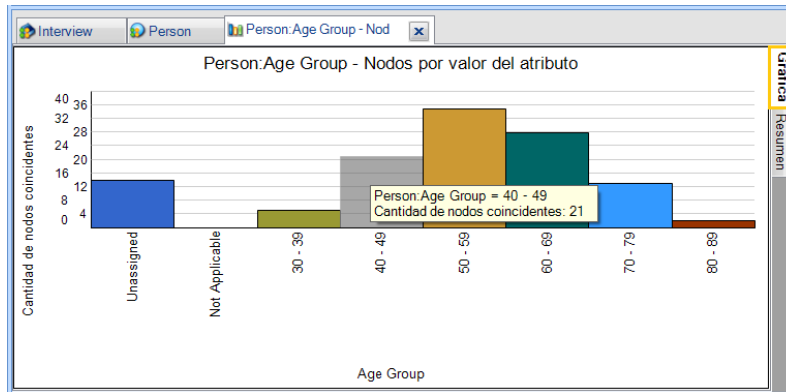 Interview
Person
Person:Age Group - Nod
Person:Age Group - Nodos por valor del atributo
Gráfica
Resumen
Cantidad de nodos coincidentes
40
36
32
28
24
20
16
12
8
4
0
Person:Age Group = 40 - 49
Cantidad de nodos coincidentes: 21
Unassigned
Not Applicable
30 - 39
40 - 49
50 - 59
60 - 69
70 - 79
80 - 89
Age Group